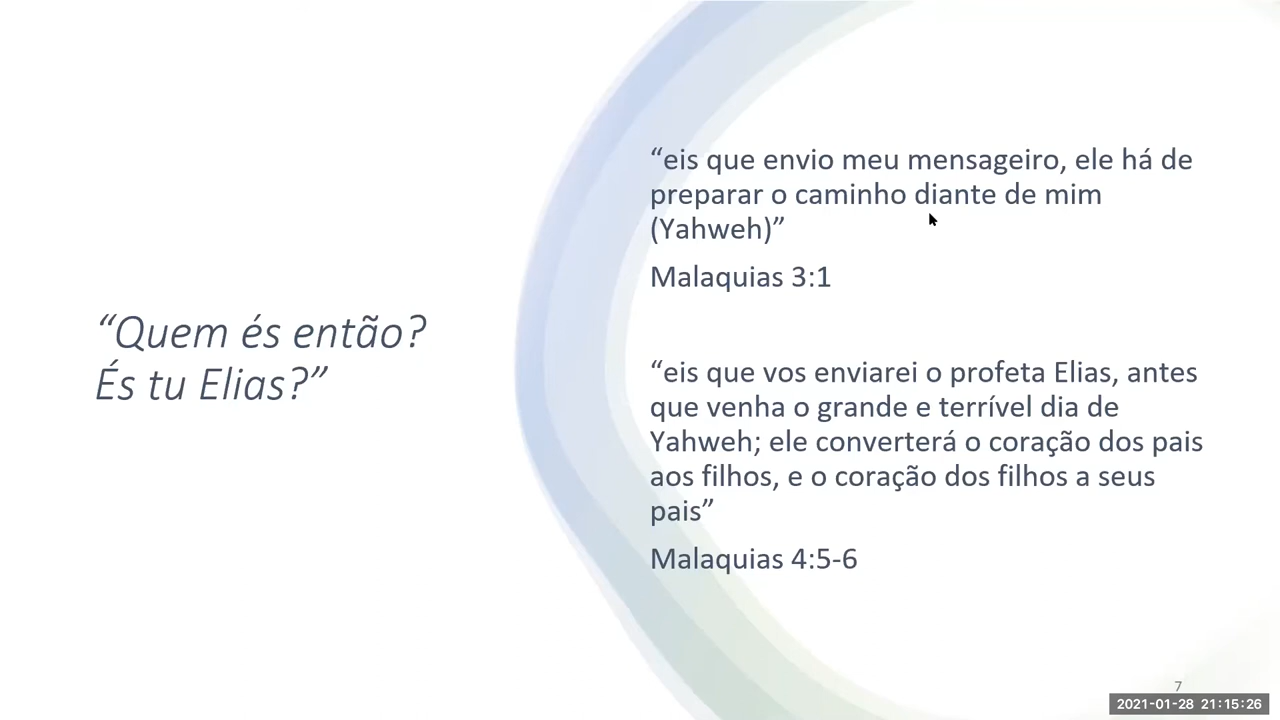 “Quem és então?
És tu Elias?”
“eis que envio meu mensageiro, ele há de
preparar o caminho diante de mim
(Yahweh)”
Malaquias 3:1
“eis que vos enviarei o profeta Elias, antes
que venha o grande e terrível dia de
Yahweh; ele converterá o coração dos pais
aos filhos, e o coração dos filhos a seus
pais”
Malaquias 4:5-6
7
2021-01-28 21:15:26